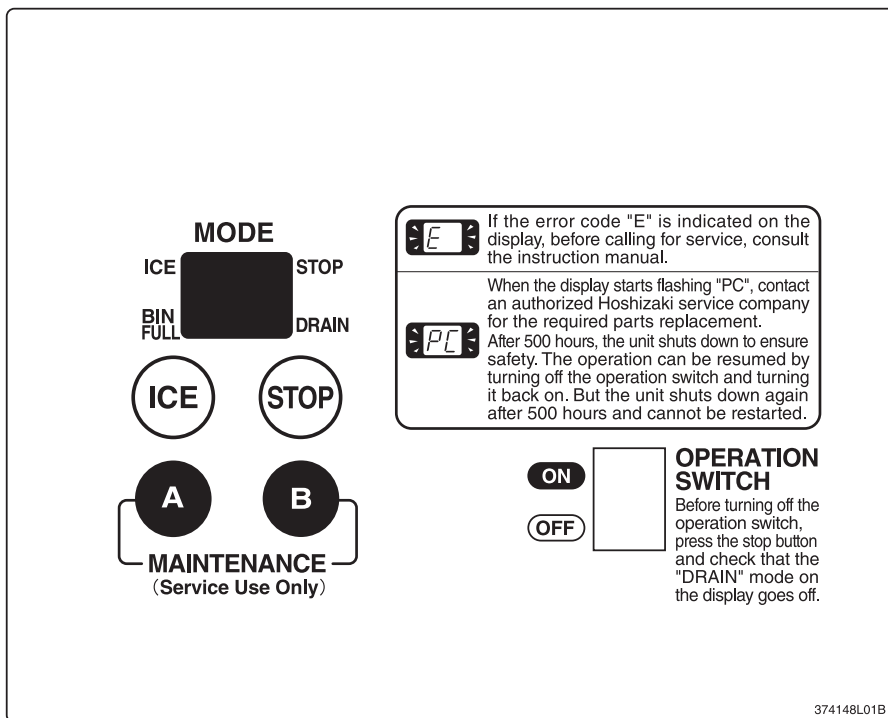 MODE
ICE
STOP
BIN
FULL
DRAIN
ICE
STOP
A
B
MAINTENANCE
(Service Use Only)
E
If the error code "E" is indicated on the
display, before calling for service, consult
the instruction manual.
PC
When the display starts flashing "PC", contact
an authorized Hoshizaki service company
for the required parts replacement.
After 500 hours, the unit shuts down to ensure
safety. The operation can be resumed by
turning off the operation switch and turning
it back on. But the unit shuts down again
after 500 hours and cannot be restarted.
ON
OFF
OPERATION
SWITCH
Before turning off the
operation switch,
press the stop button
and check that the
"DRAIN" mode on
the display goes off.
374148L01B